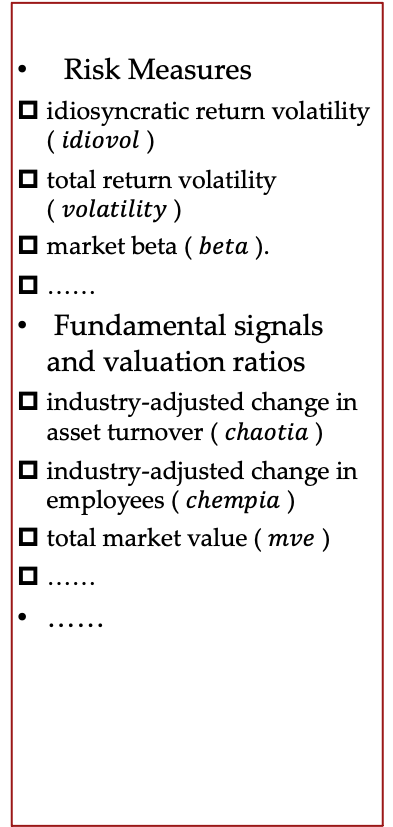 • Risk Measures
❑ idiosyncratic return volatility
( idiovol )
❑ total return volatility
( volatility )
❑ market beta ( beta ).
❑ ……
• Fundamental signals
and valuation ratios
❑ industry-adjusted change in
asset turnover ( chaotia )
❑ industry-adjusted change in
employees ( chempia )
❑ total market value ( mve )
❑ ……
• ……